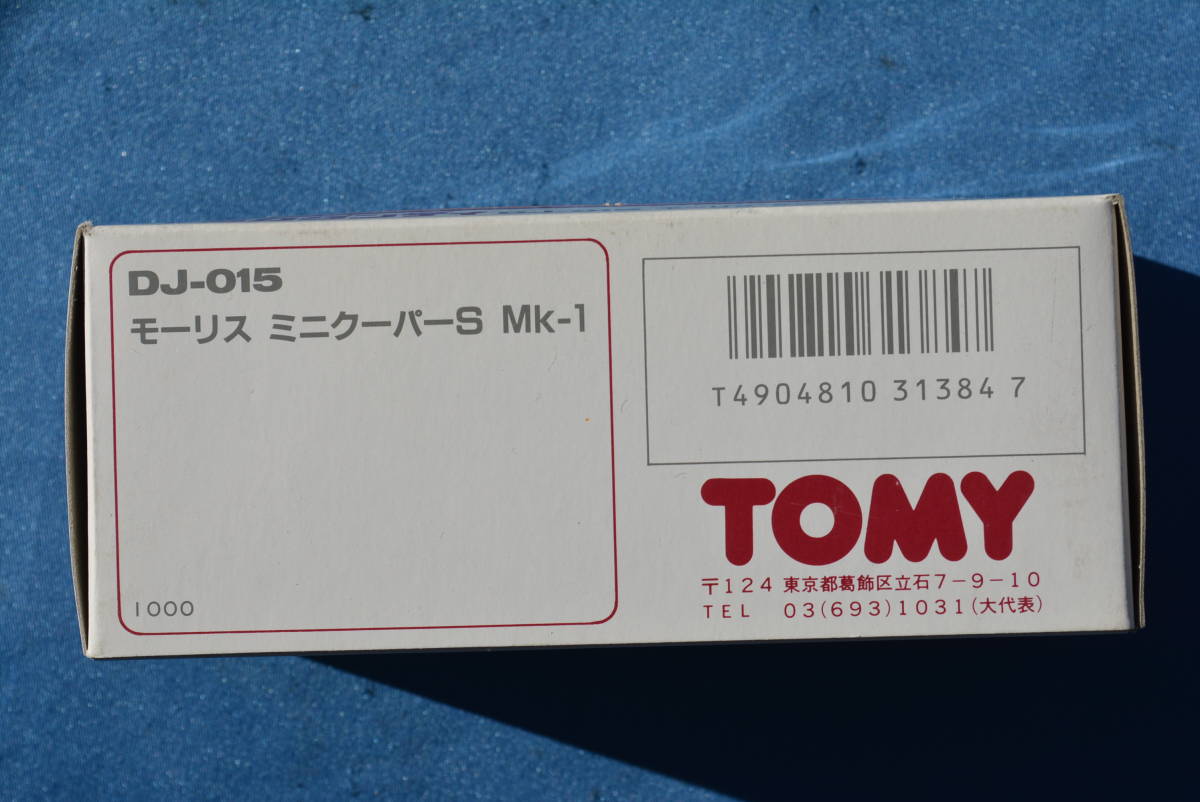 DJ-015
モーリス ミニクーパーS Mk-1
1000
T4904810 31384 7
TOMY
〒124 東京都葛飾区立石7-9-10
TEL 03(693)1031(大代表)